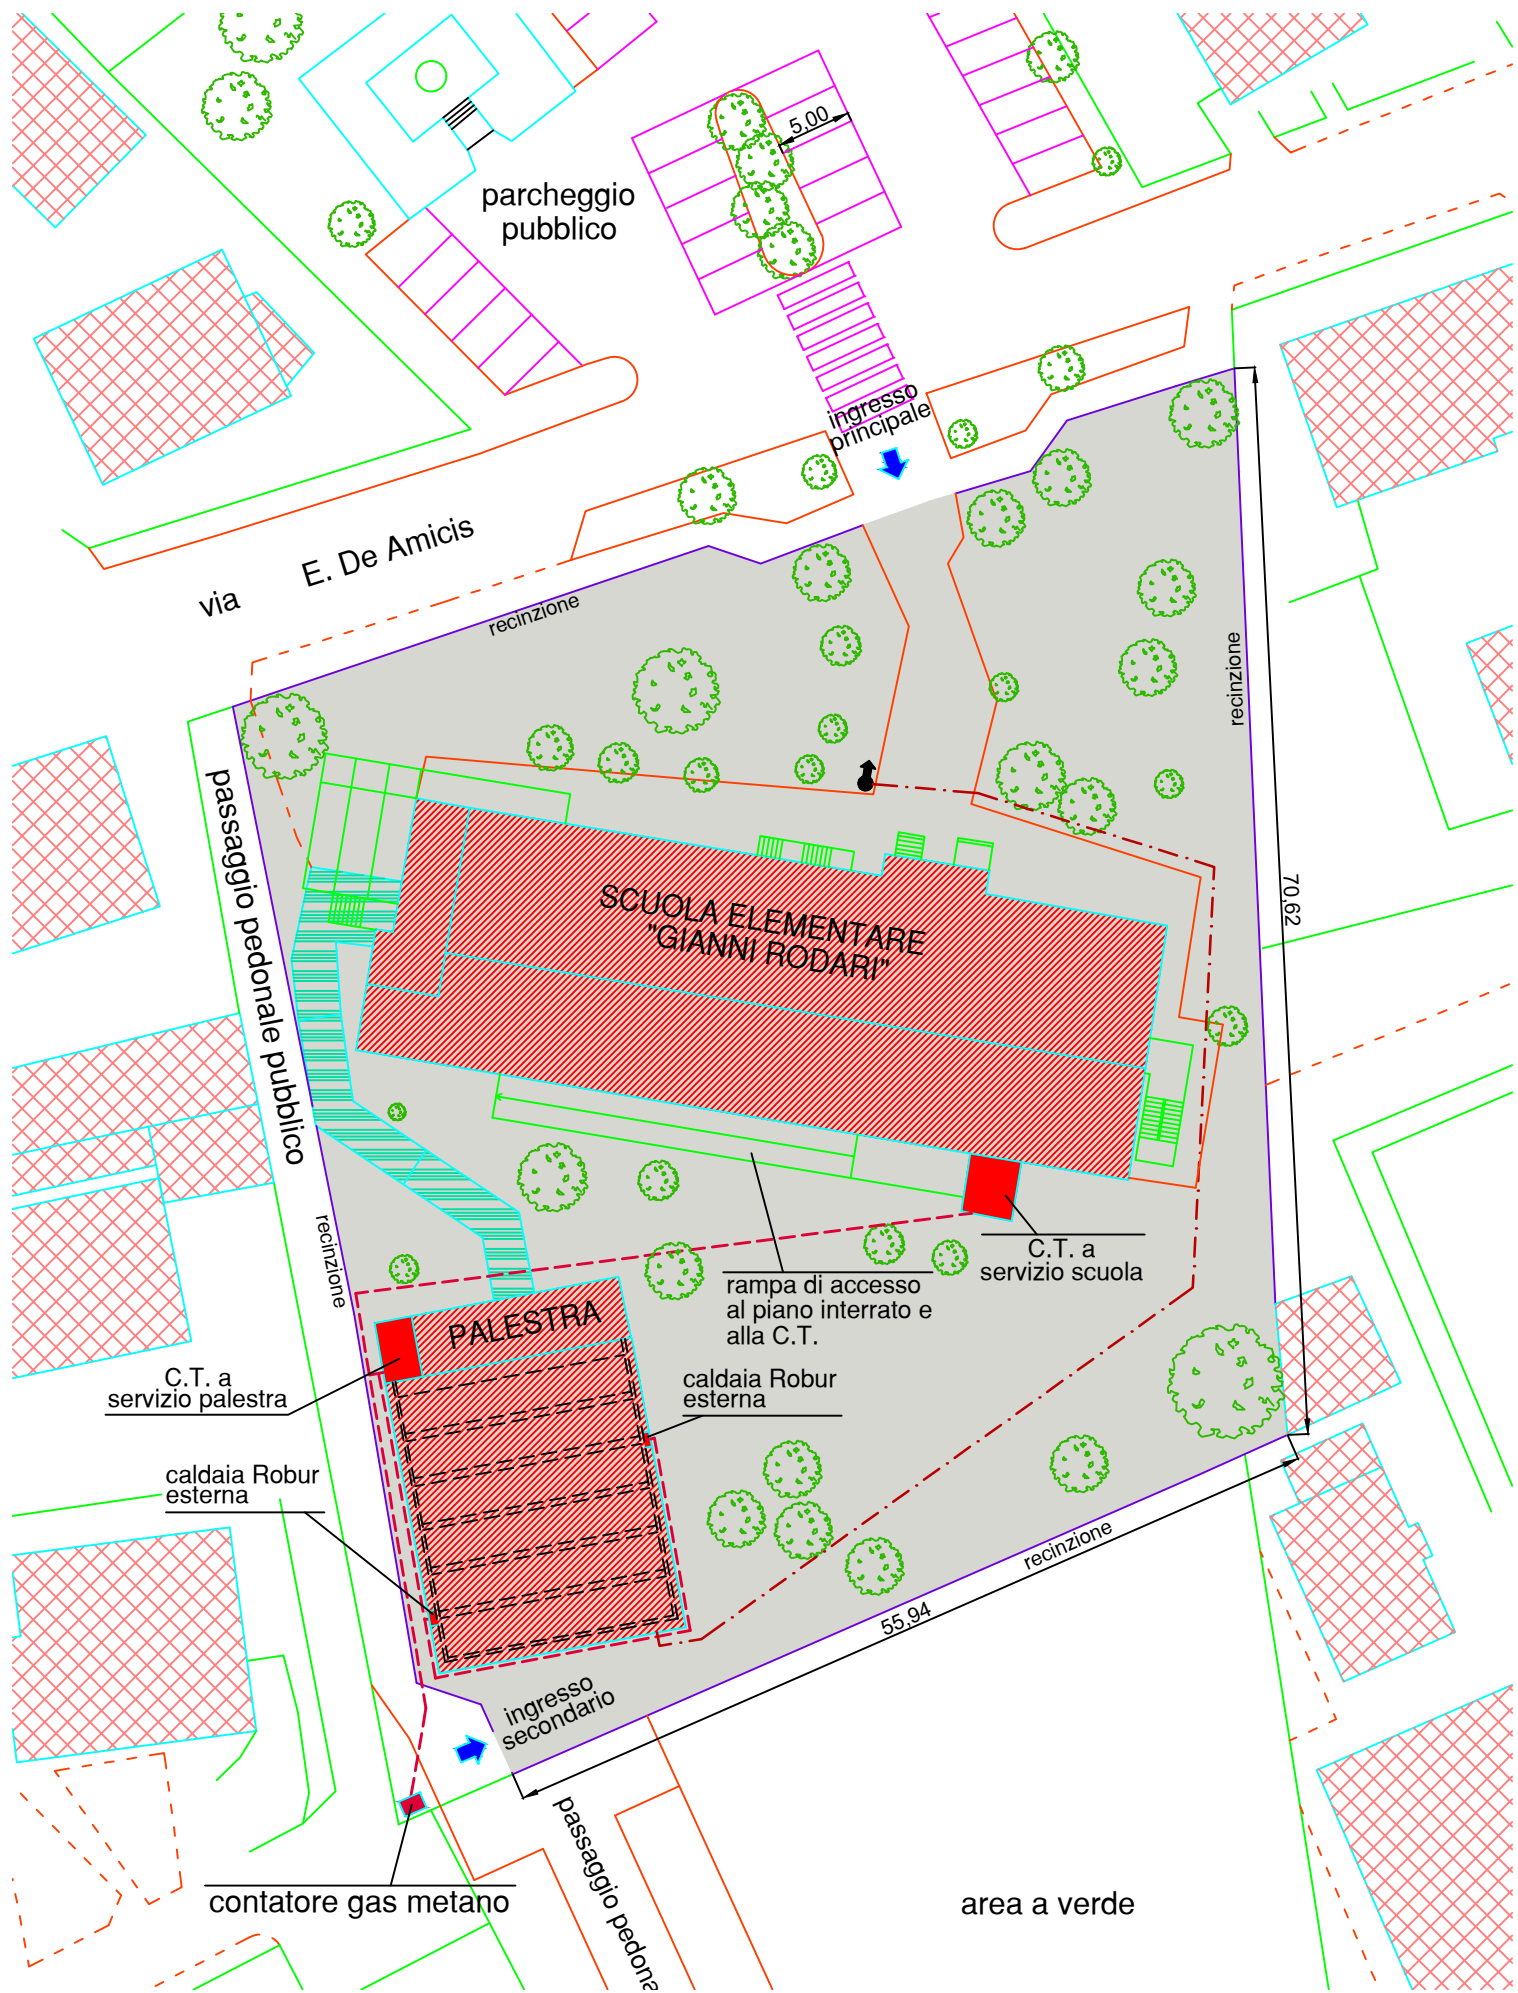 5,00
parcheggio
pubblico
ingresso
principale
via E. De Amicis
recinzione
recinzione
passaggio pedonale pubblico
SCUOLA ELEMENTARE
"GIANNI RODARI"
70,62
recinzione
C.T. a
servizio scuola
rampa di accesso
al piano interrato e
alla C.T.
PALESTRA
C.T. a
servizio palestra
caldaia Robur
esterna
caldaia Robur
esterna
recinzione
55,94
ingresso
secondario
passaggio pedona
contatore gas metano
area a verde